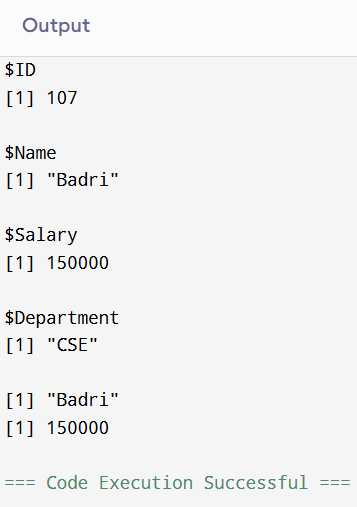 Output
$ID
[1] 107
$Name
[1] "Badri"
$Salary
[1] 150000
$Department
[1] "CSE"
[1] "Badri"
[1] 150000
=== Code Execution Successful ===